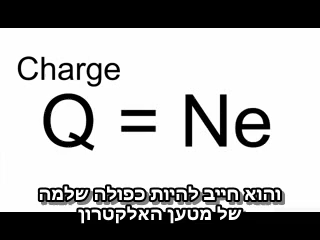 Charge
Q = Ne
והוא חייב להיות כפולה שלמה
של מטען האלקטרון